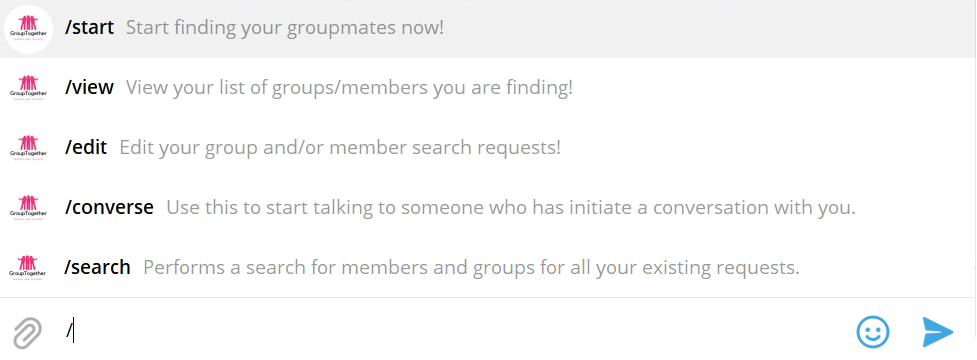 GroupTogether
/start Start finding your groupmates now!
GroupTogether
/view View your list of groups/members you are finding!
GroupTogether
/edit Edit your group and/or member search requests!
GroupTogether
/converse Use this to start talking to someone who has initiate a conversation with you.
GroupTogether
/search Performs a search for members and groups for all your existing requests.
/